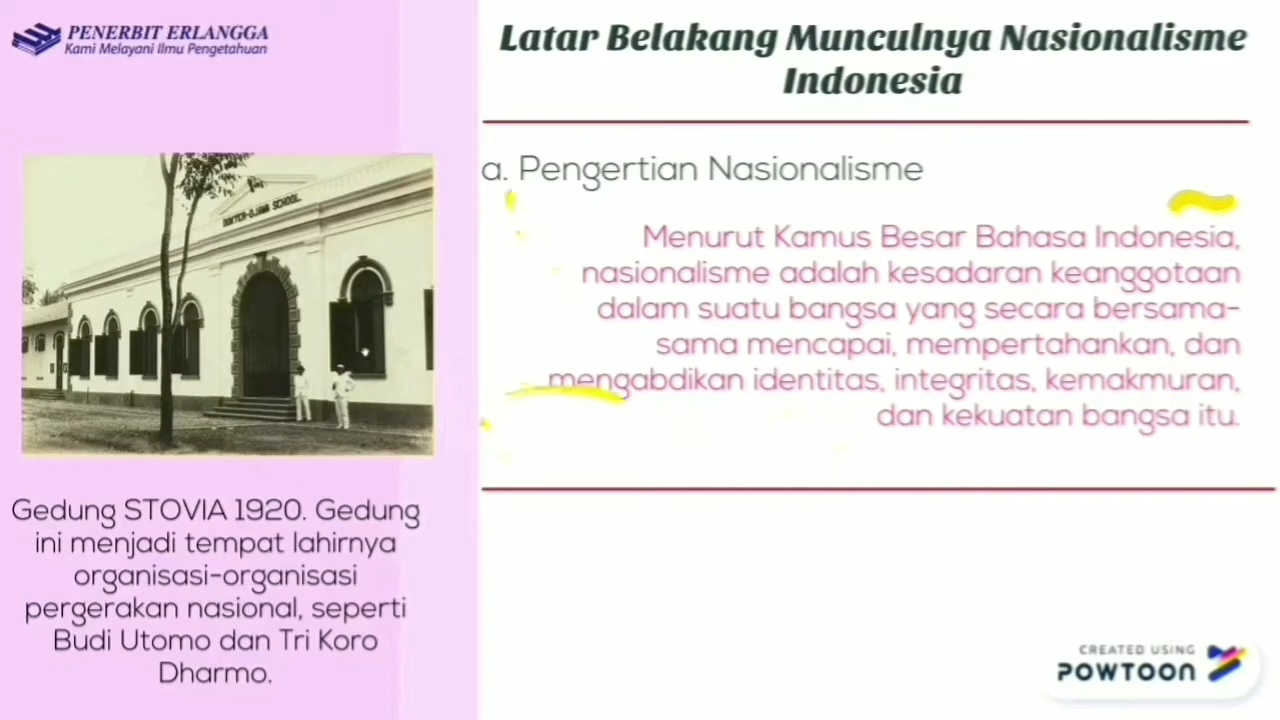 PENERBIT ERLANGGA
Kami Melayani Ilmu Pengetahuan
Latar Belakang Munculnya Nasionalisme
Indonesia
a. Pengertian Nasionalisme
Menurut Kamus Besar Bahasa Indonesia,
nasionalisme adalah kesadaran keanggotaan
dalam suatu bangsa yang secara bersama-
sama mencapai, mempertahankan, dan
mengabdikan identitas, integritas, kemakmuran,
dan kekuatan bangsa itu.
DOKTER-DJAWA SCHOOL.
Gedung STOVIA 1920. Gedung
ini menjadi tempat lahirnya
organisasi-organisasi
pergerakan nasional, seperti
Budi Utomo dan Tri Koro
Dharmo.
CREATED USING
POWTOON